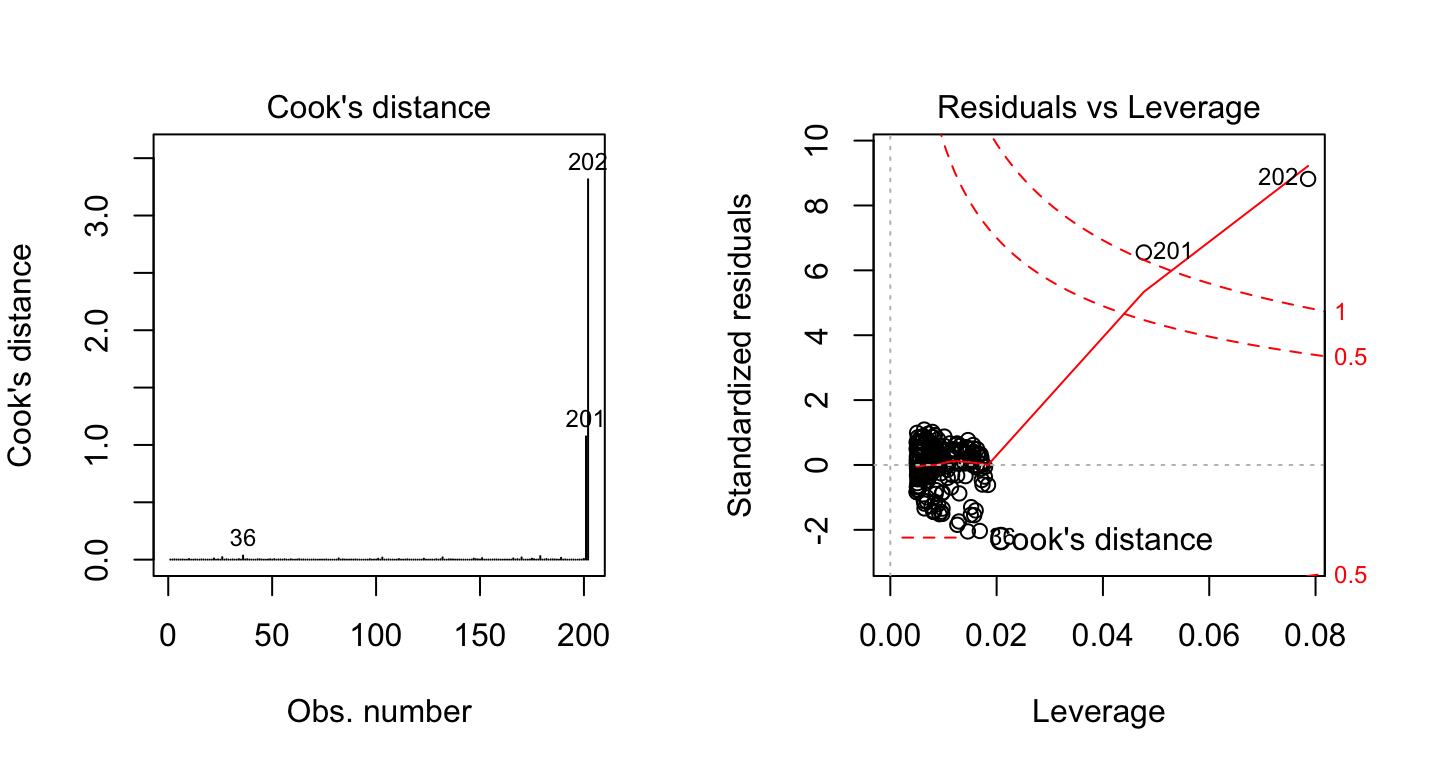 Cook's distance
Cook's distance
3.0
2.0
1.0
0.0
202
201
36
0 50 100 150 200
Obs. number
Residuals vs Leverage
Standardized residuals
10
8
6
4
2
0
-2
202
201
36
Cook's distance
1
0.5
0.5
0.00 0.02 0.04 0.06 0.08
Leverage